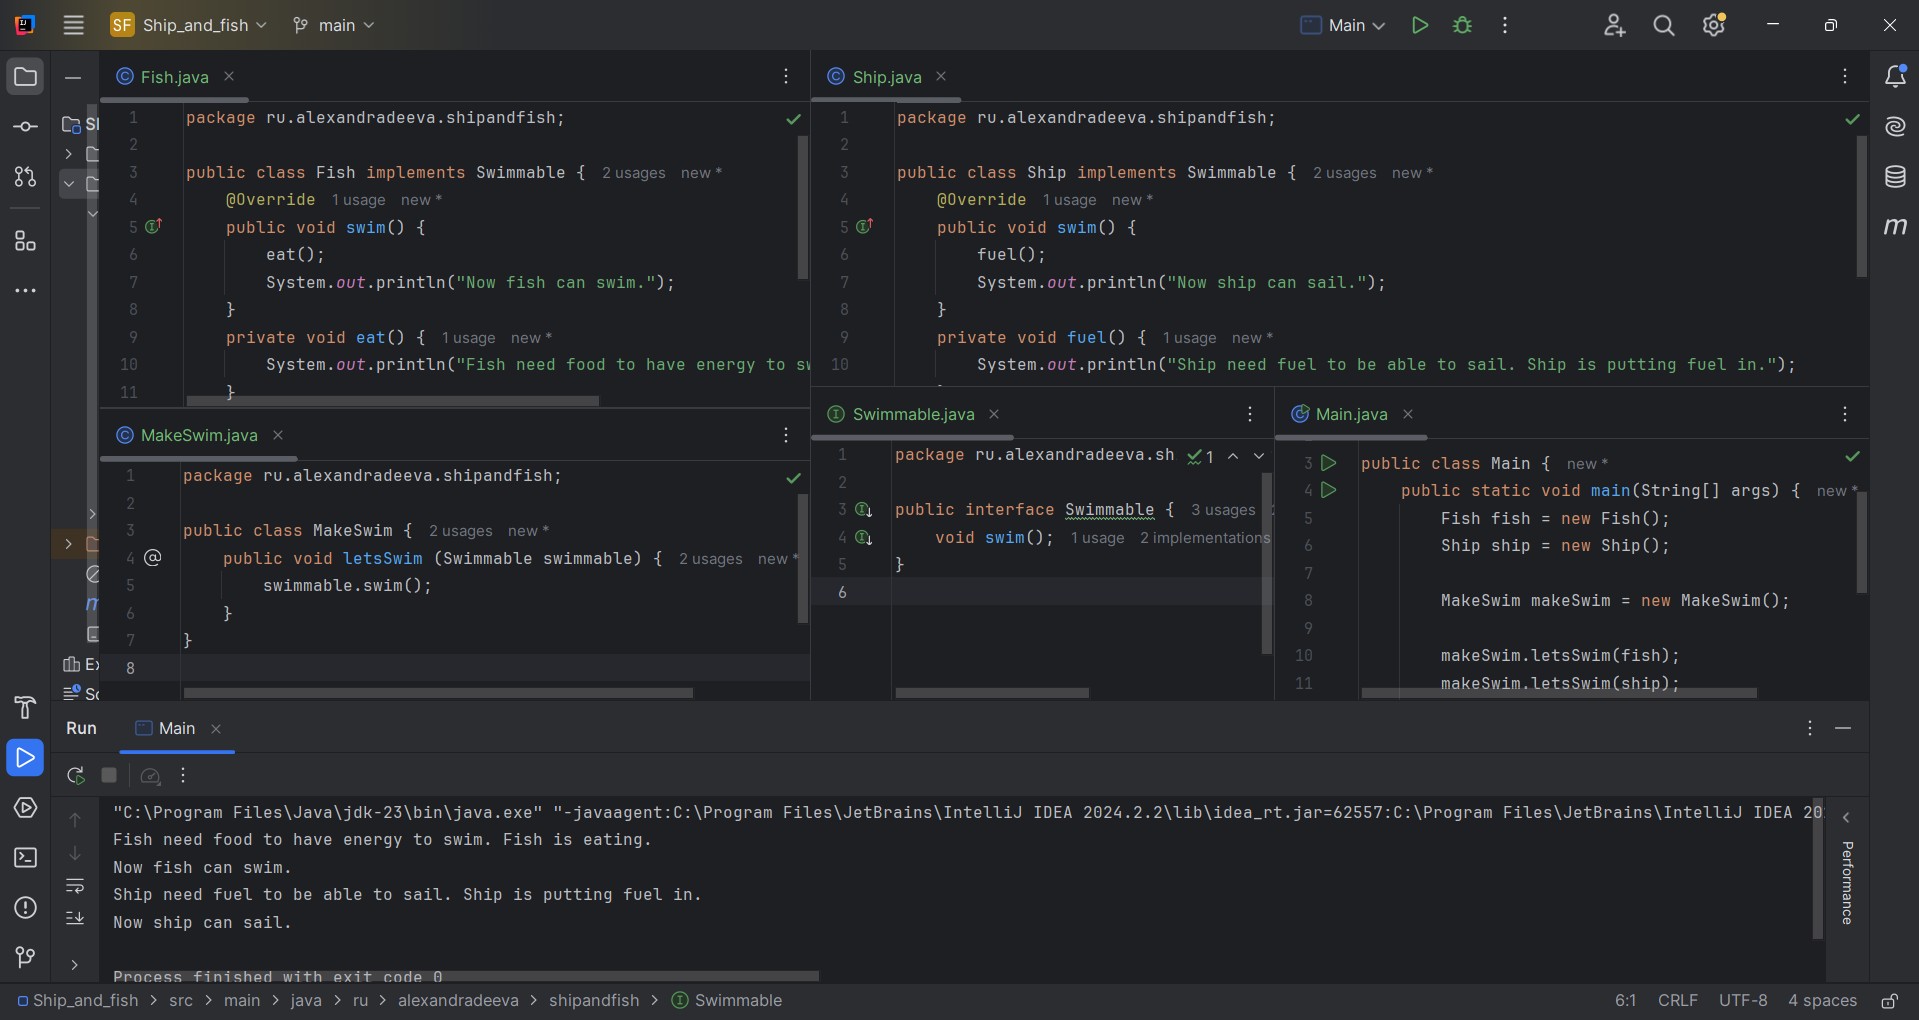 SF Ship_and_fish main Main
Fish.java
1 package ru.alexandradeeva.shipandfish;
2
3 public class Fish implements Swimmable { 2 usages new *
4 @Override 1 usage new *
5 public void swim() {
6 eat();
7 System.out.println("Now fish can swim.");
8 }
9 private void eat() { 1 usage new *
10 System.out.println("Fish need food to have energy to sw
11 }
Ship.java
1 package ru.alexandradeeva.shipandfish;
2
3 public class Ship implements Swimmable { 2 usages new *
4 @Override 1 usage new *
5 public void swim() {
6 fuel();
7 System.out.println("Now ship can sail.");
8 }
9 private void fuel() { 1 usage new *
10 System.out.println("Ship need fuel to be able to sail. Ship is putting fuel in.");
MakeSwim.java
1 package ru.alexandradeeva.shipandfish;
2
3 public class MakeSwim { 2 usages new *
4 public void letsSwim (Swimmable swimmable) { 2 usages new *
5 swimmable.swim();
6 }
7 }
8
Swimmable.java
1 package ru.alexandradeeva.sh 1
2
3 public interface Swimmable { 3 usages
4 void swim(); 1 usage 2 implementations
5 }
6
Main.java
3 public class Main { new *
4 public static void main(String[] args) { new *
5 Fish fish = new Fish();
6 Ship ship = new Ship();
7
8 MakeSwim makeSwim = new MakeSwim();
9
10 makeSwim.letsSwim(fish);
11 makeSwim.letsSwim(ship);
Run Main
"C:\Program Files\Java\jdk-23\bin\java.exe" "-javaagent:C:\Program Files\JetBrains\IntelliJ IDEA 2024.2.2\lib\idea_rt.jar=62557:C:\Program Files\JetBrains\IntelliJ IDEA 20
Fish need food to have energy to swim. Fish is eating.
Now fish can swim.
Ship need fuel to be able to sail. Ship is putting fuel in.
Now ship can sail.
Process finished with exit code 0
Performance
Ship_and_fish > src > main > java > ru > alexandradeeva > shipandfish > Swimmable
6:1 CRLF UTF-8 4 spaces